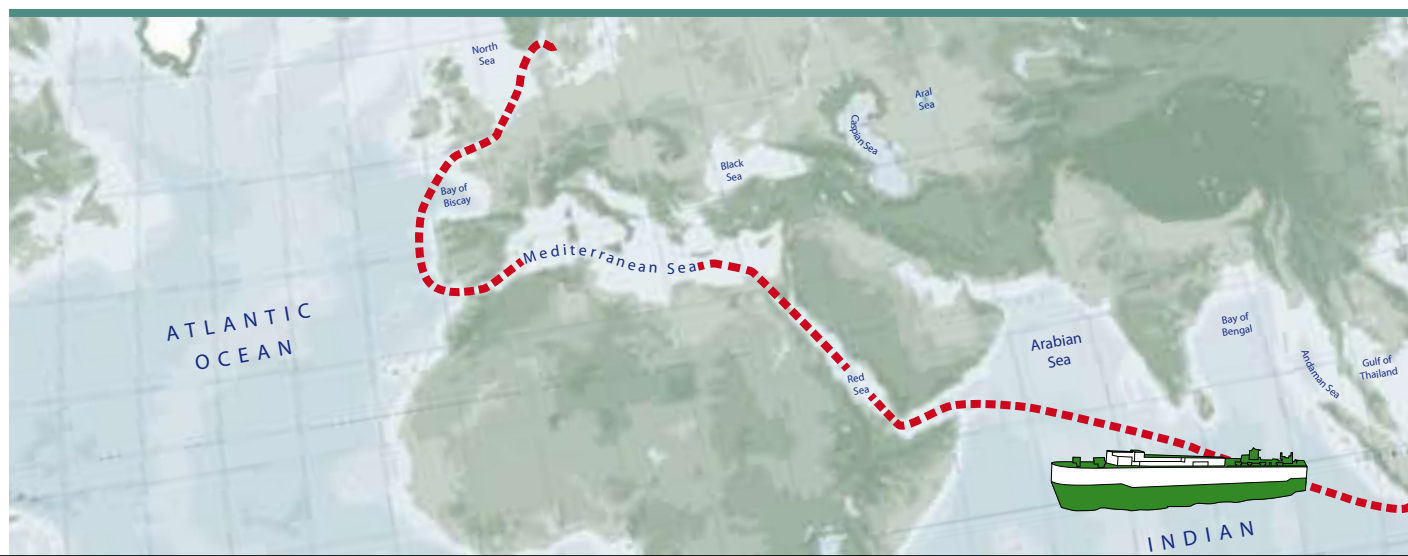 North
Sea
Aral
Sea
Caspian Sea
Black
Sea
Bay of
Biscay
Mediterranean Sea
ATLANTIC
OCEAN
Red
Sea
Arabian
Sea
Bay of
Bengal
Andaman Sea
Gulf of
Thailand
INDIAN